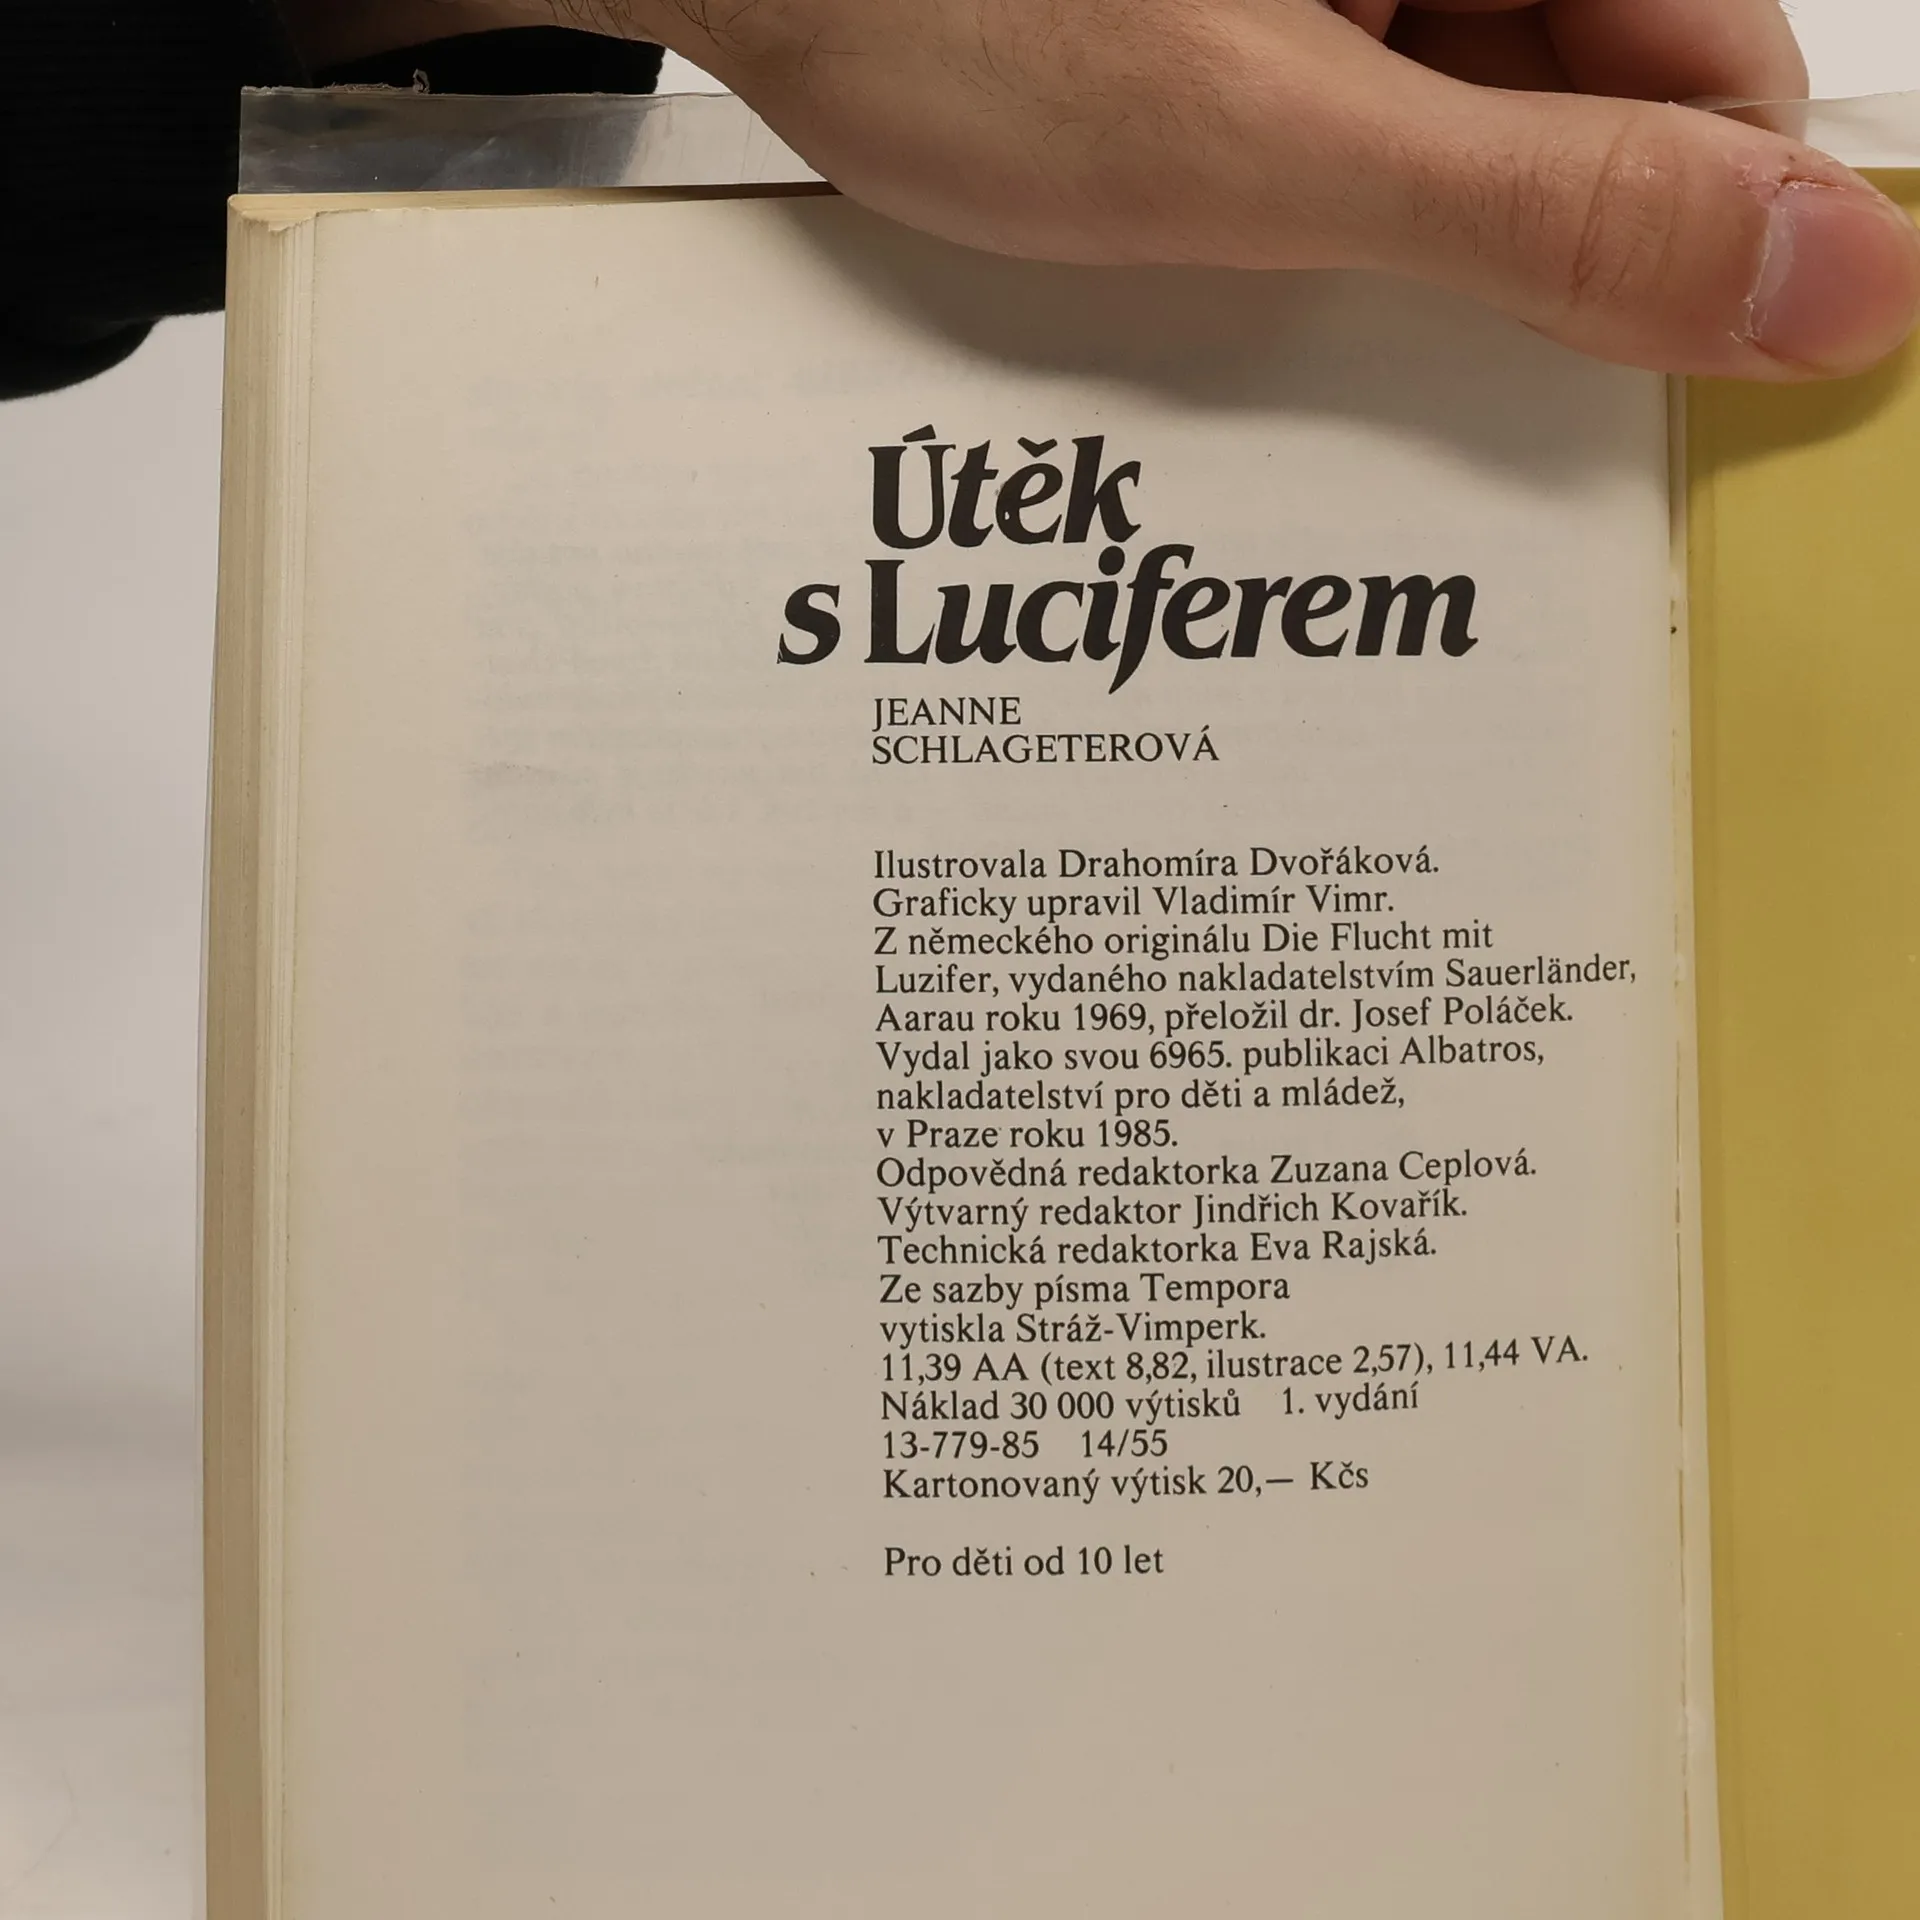 Útěk
s Luciferem
JEANNE
SCHLAGETEROVÁ
Ilustrovala Drahomíra Dvořáková.
Graficky upravil Vladimír Vimr.
Z německého originálu Die Flucht mit
Luzifer, vydaného nakladatelstvím Sauerländer,
Aarau roku 1969, přeložil dr. Josef Poláček.
Vydal jako svou 6965. publikaci Albatros,
nakladatelství pro děti a mládež,
v Praze roku 1985.
Odpovědná redaktorka Zuzana Ceplová.
Výtvarný redaktor Jindřich Kovařík.
Technická redaktorka Eva Rajská.
Ze sazby písma Tempora
vytiskla Stráž-Vimperk.
11,39 AA (text 8,82, ilustrace 2,57), 11,44 VA.
Náklad 30 000 výtisků 1. vydání
13-779-85 14/55
Kartonovaný výtisk 20,— Kčs
Pro děti od 10 let